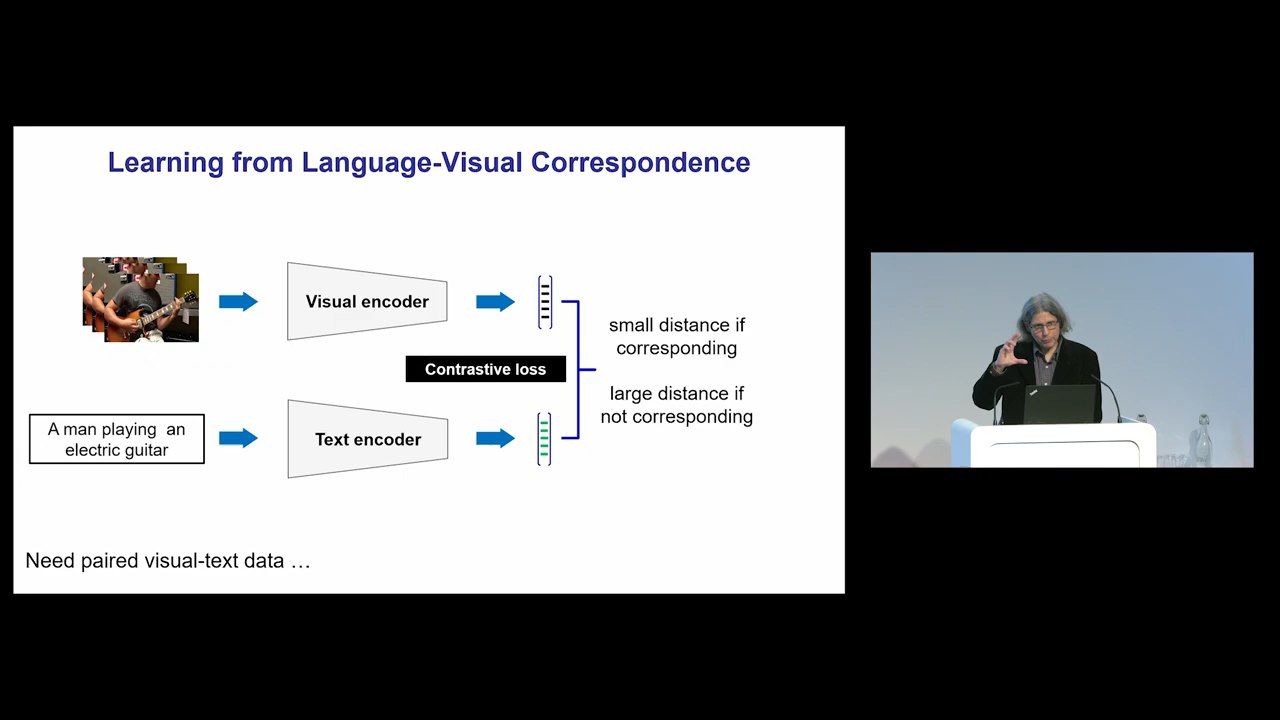 Learning from Language-Visual Correspondence
Visual encoder
small distance if
corresponding
Contrastive loss
large distance if
not corresponding
A man playing an
electric guitar
Text encoder
Need paired visual-text data …